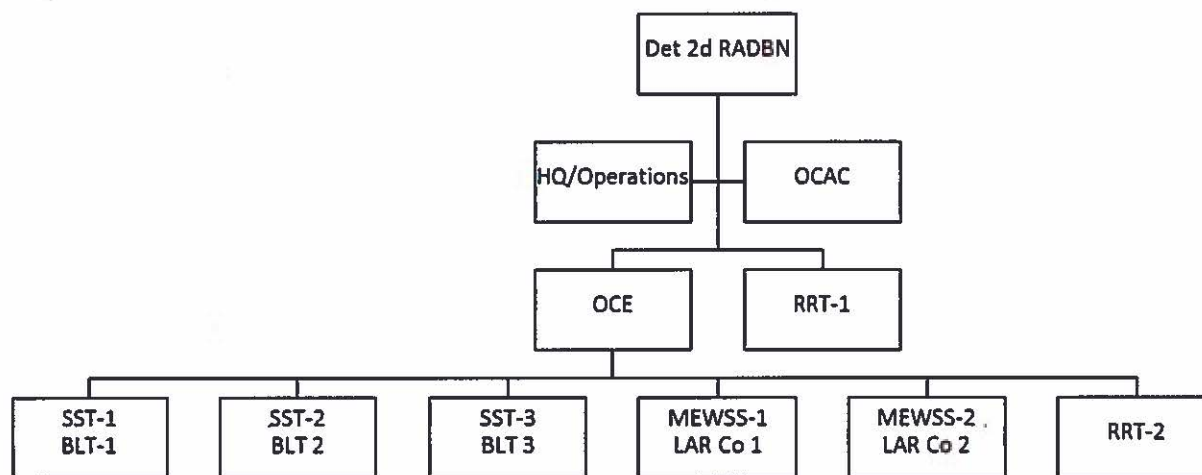 Det 2d RADBN
HQ/Operations
OCAC
OCE
RRT-1
SST-1
BLT-1
SST-2
BLT 2
SST-3
BLT 3
MEWSS-1
LAR Co 1
MEWSS-2
LAR Co 2
RRT-2